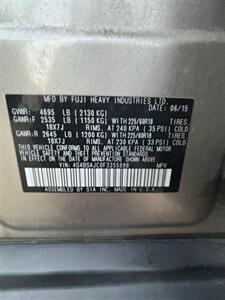 MFD. BY FUJI HEAVY INDUSTRIES LTD.
DATE: 06/15
GVWR: 4695 LB (2130 KG)
GAWR:F 2535 LB (1150 KG) WITH 225/60R18 TIRES,
18X7J RIMS, AT 240 KPA (35 PSI) COLD
GAWR:R 2645 LB (1200 KG) WITH 225/60R18 TIRES,
18X7J RIMS, AT 230 KPA (33 PSI) COLD
THIS VEHICLE CONFORMS TO ALL APPLICABLE FEDERAL MOTOR
VEHICLE SAFETY, BUMPER AND THEFT PREVENTION STANDARDS
IN EFFECT ON THE DATE OF MANUFACTURE SHOWN ABOVE.
VIN: 4S4BSAJC0F3355898 MPV
ASSEMBLED BY SIA INC. MADE IN U.S.A.